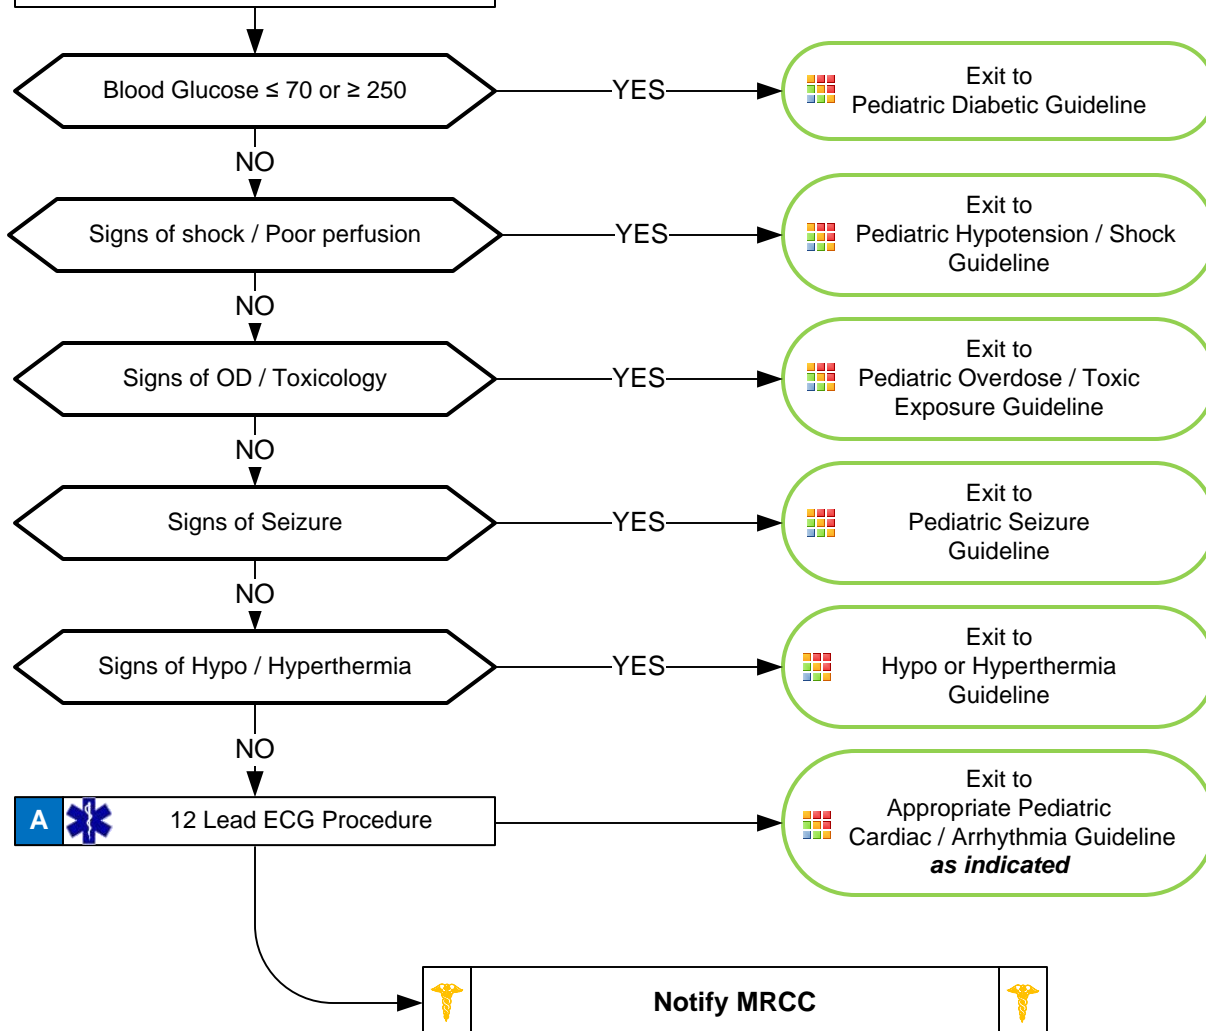 Blood Glucose ≤ 70 or ≥ 250
YES
Exit to
Pediatric Diabetic Guideline
NO
Signs of shock / Poor perfusion
YES
Exit to
Pediatric Hypotension / Shock
Guideline
NO
Signs of OD / Toxicology
YES
Exit to
Pediatric Overdose / Toxic
Exposure Guideline
NO
Signs of Seizure
YES
Exit to
Pediatric Seizure
Guideline
NO
Signs of Hypo / Hyperthermia
YES
Exit to
Hypo or Hyperthermia
Guideline
NO
A
12 Lead ECG Procedure
Exit to
Appropriate Pediatric
Cardiac / Arrhythmia Guideline
as indicated
Notify MRCC